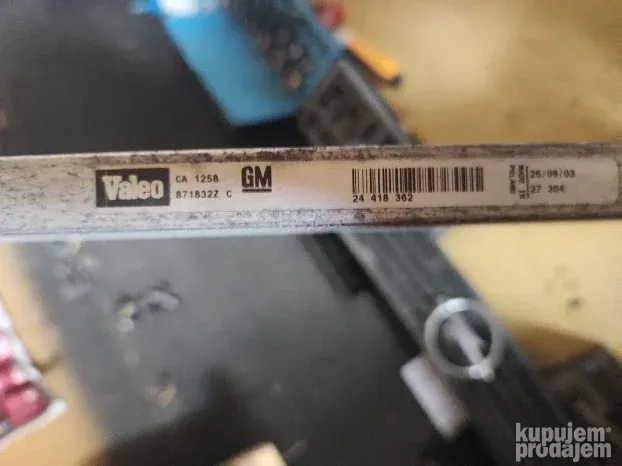 Valeo
CA 1258
871832Z C
GM
24 418 362
MADE IN
POLAND
26/09/03
27 304
kupujem
prodajem